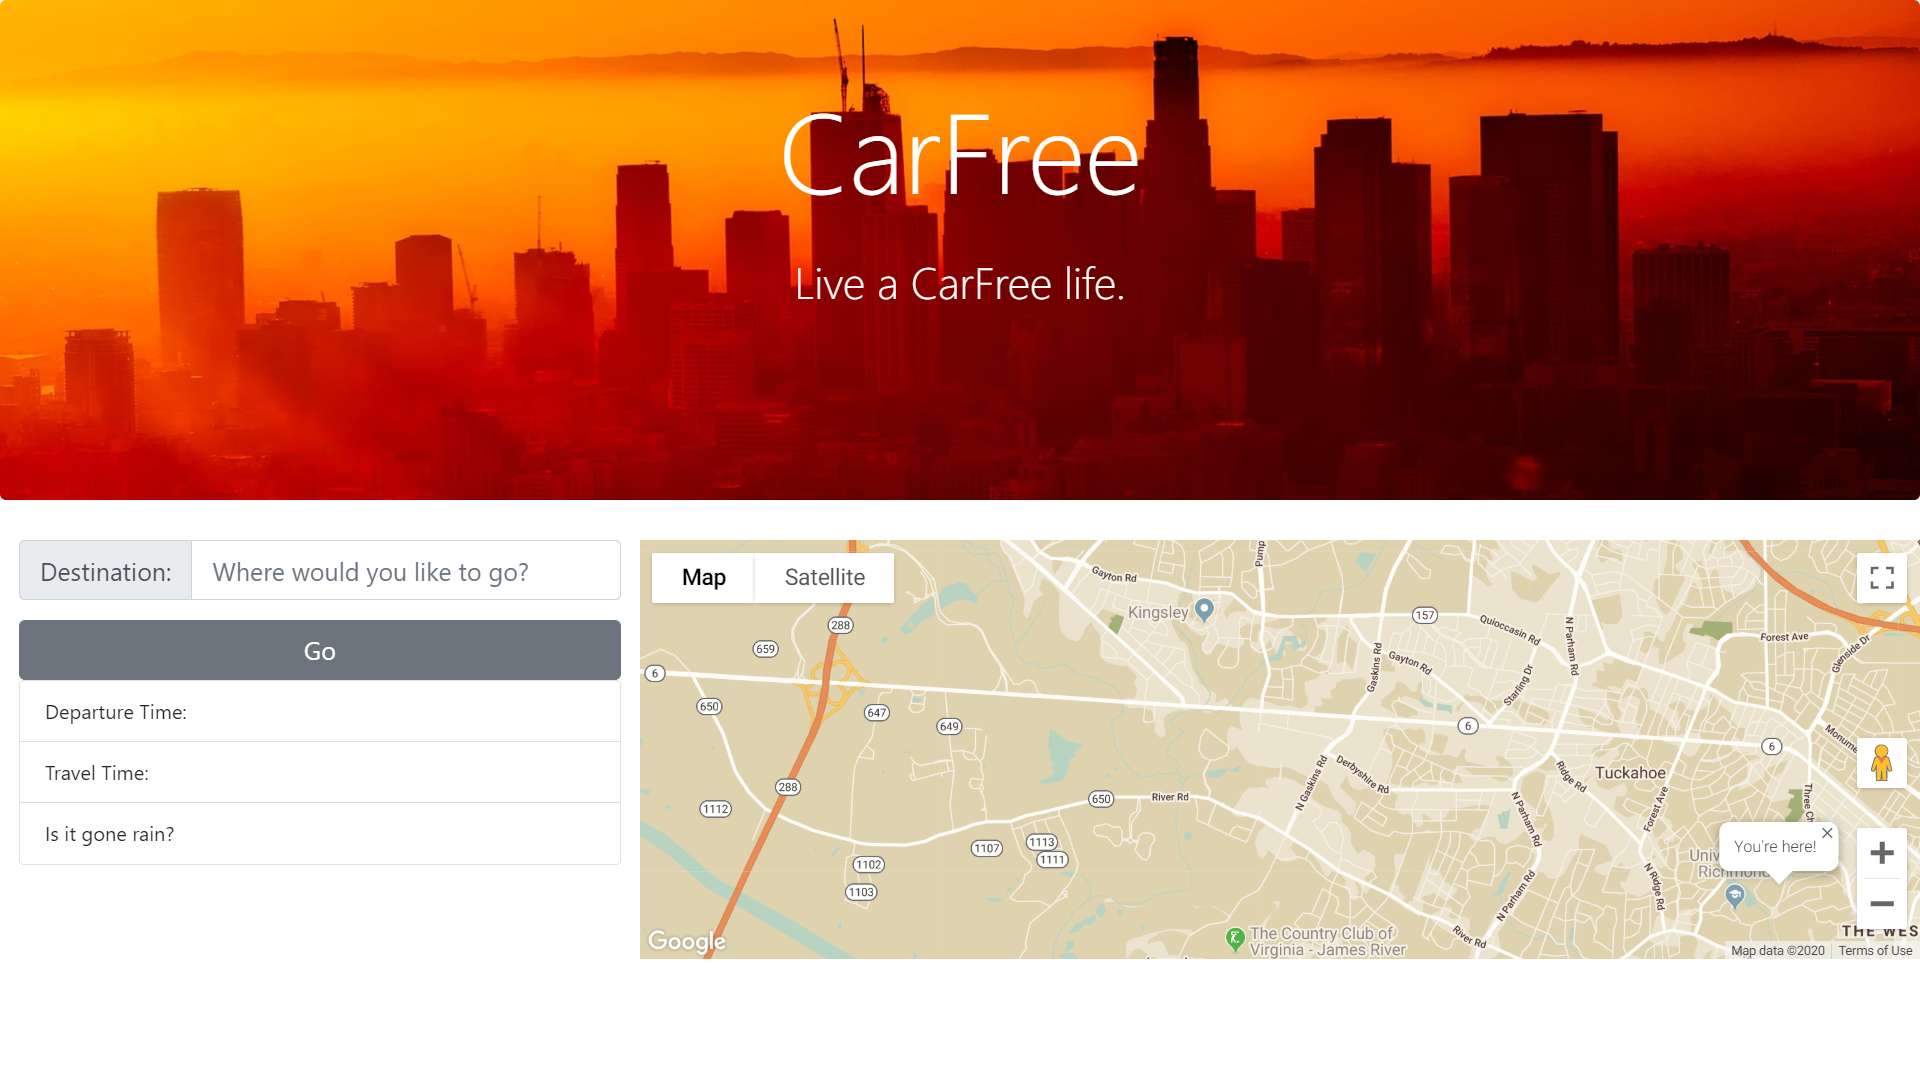 CarFree
Live a CarFree life.
Destination: Where would you like to go?
Go
Departure Time:
Travel Time:
Is it gone rain?
Map Satellite
Gayton Rd
Pump
Kingsley
157
Quioccasin Rd
N Parham Rd
Forest Ave
Glenside Dr
288
659
6
Gaskins Rd
Gayton Rd
Starling Dr
650
647
649
6
6
Monume
288
N Gaskins Rd
Derbyshire Rd
Ridge Rd
Tuckahoe
Forest Ave
Three Ch
650
River Rd
N Parham Rd
1112
1107
1113
1111
You're here!
Univ
Richmond
1102
1103
N Ridge Rd
N Parham Rd
River Rd
The Country Club of
Virginia - James River
THE WES
Google
Map data ©2020 Terms of Use